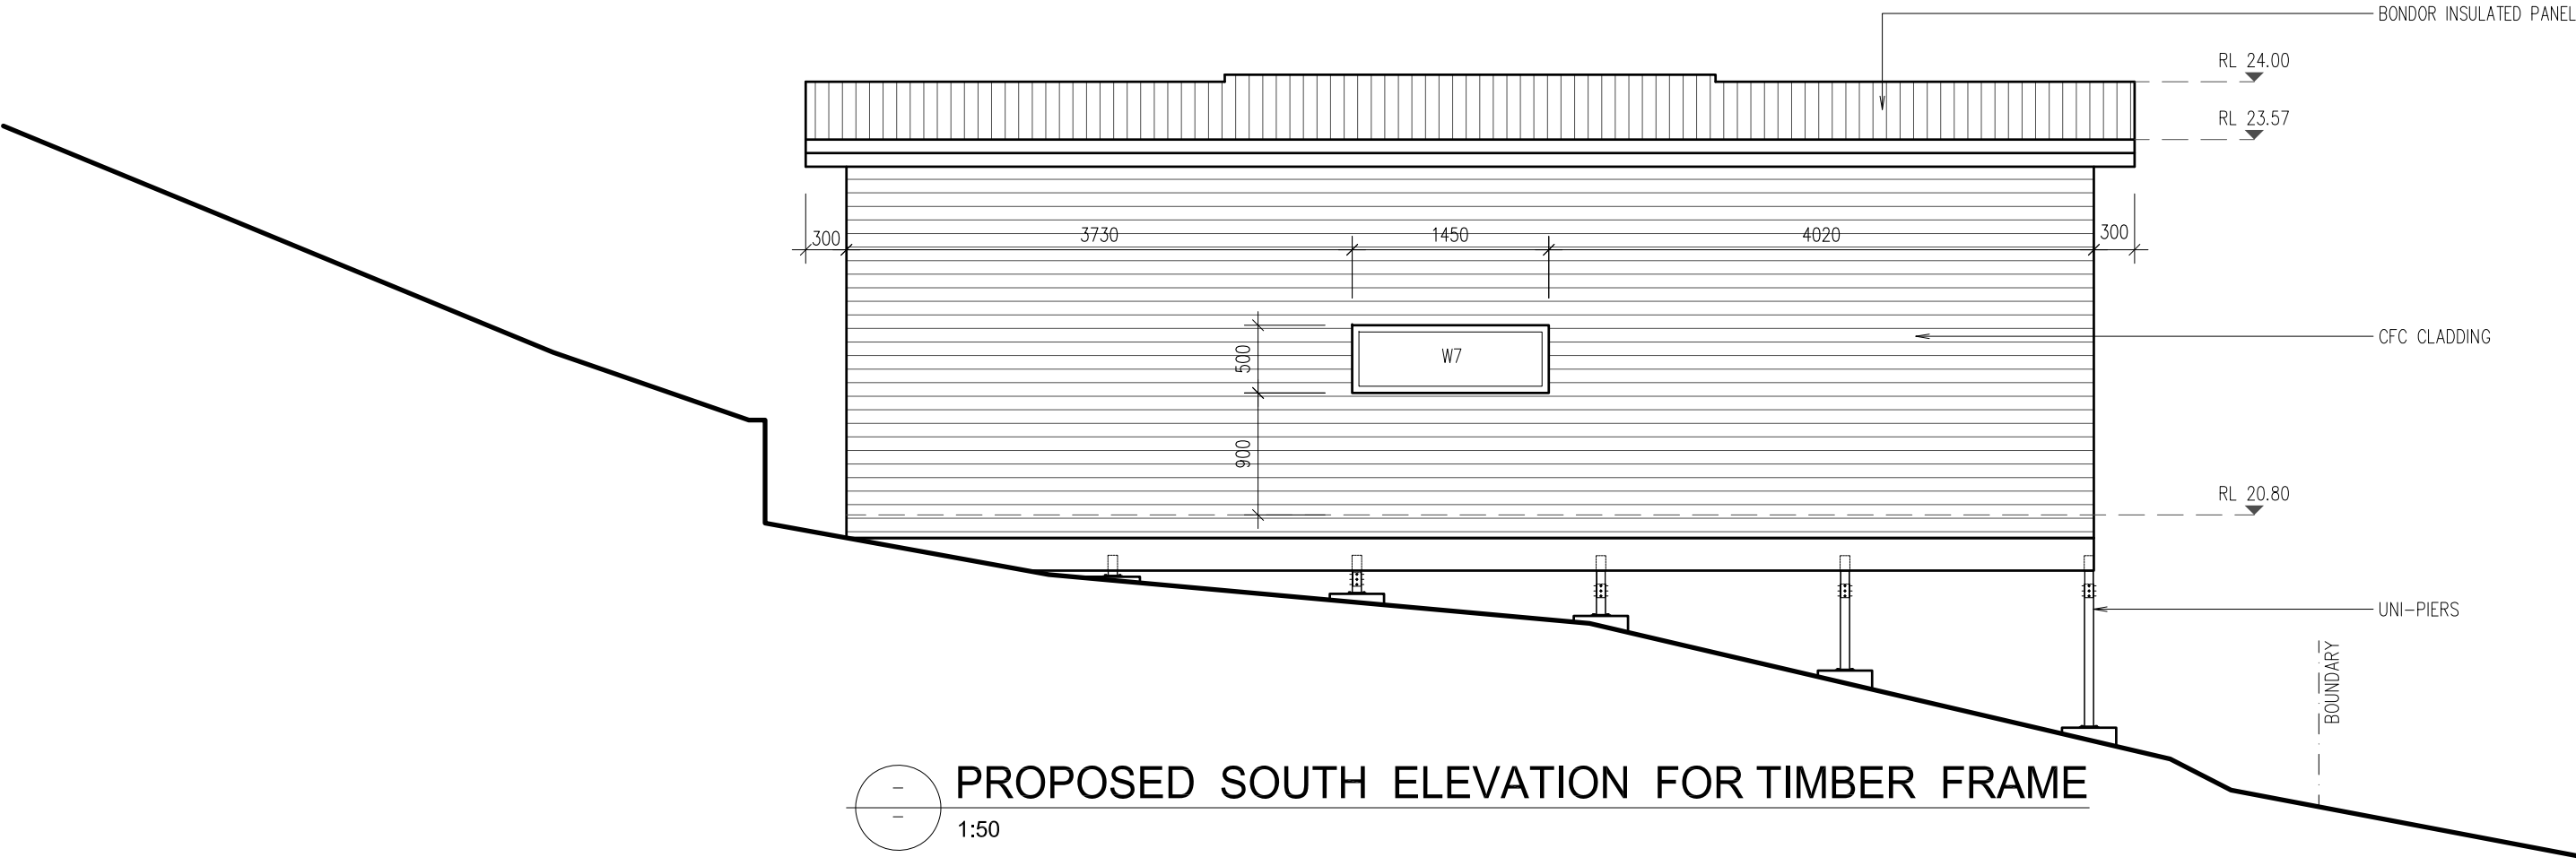 BONDOR INSULATED PANEL
RL 24.00
RL 23.57
300
3730
1450
4020
300
500
W7
CFC CLADDING
900
RL 20.80
UNI-PIERS
BOUNDARY
PROPOSED SOUTH ELEVATION FOR TIMBER FRAME
1:50